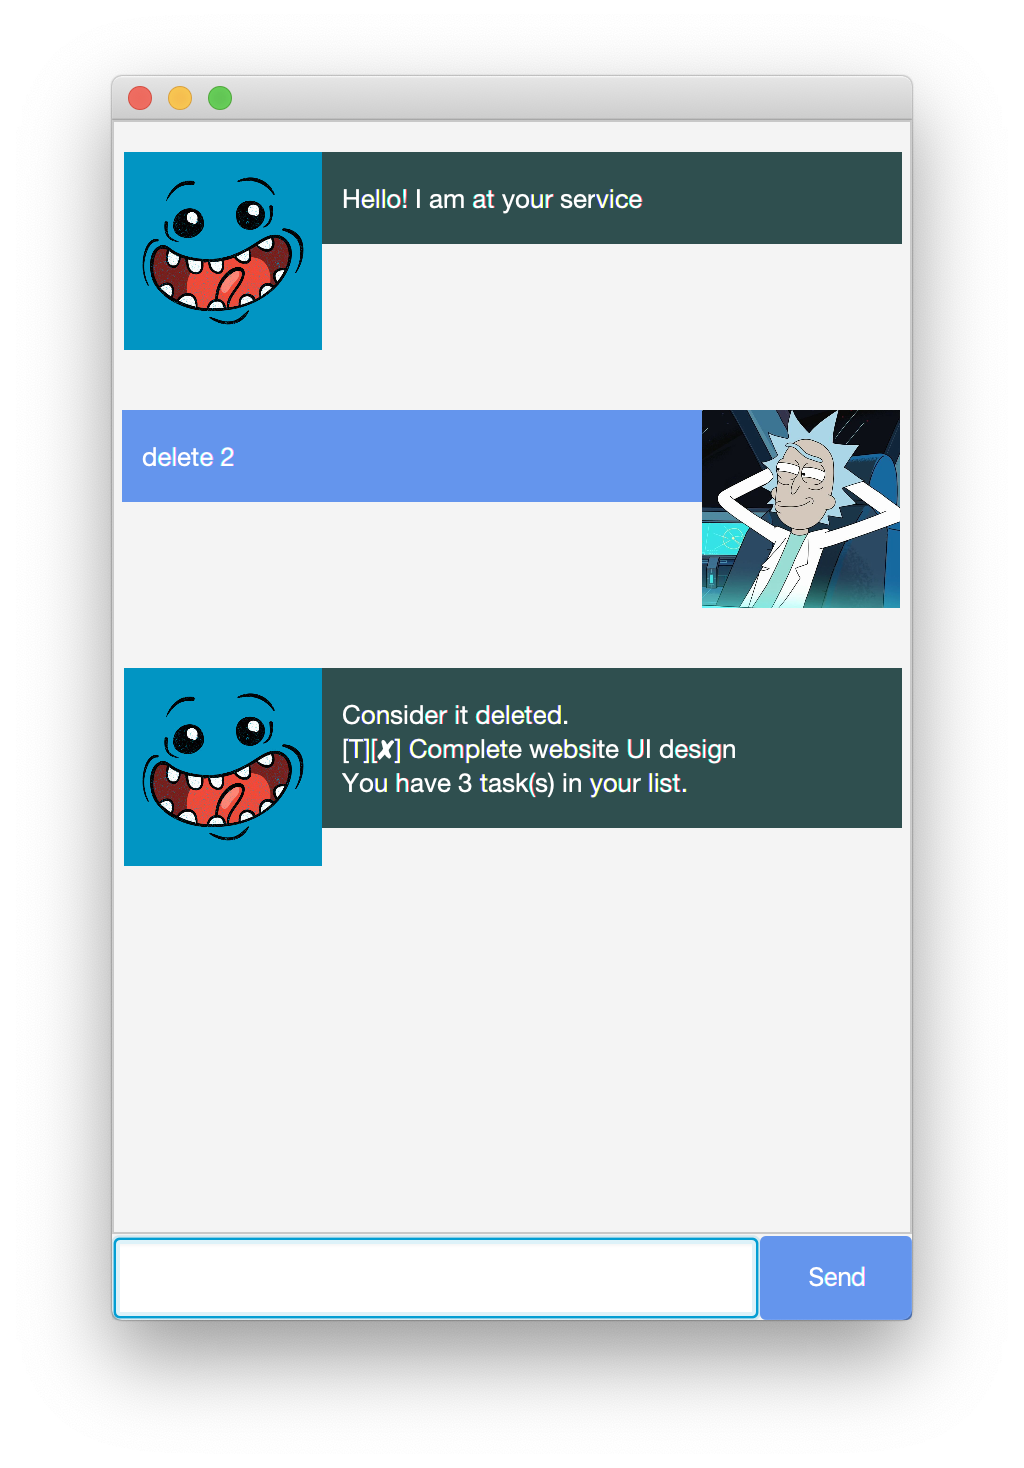 Hello! I am at your service
delete 2
Consider it deleted.
[T][✘] Complete website UI design
You have 3 task(s) in your list.
Send